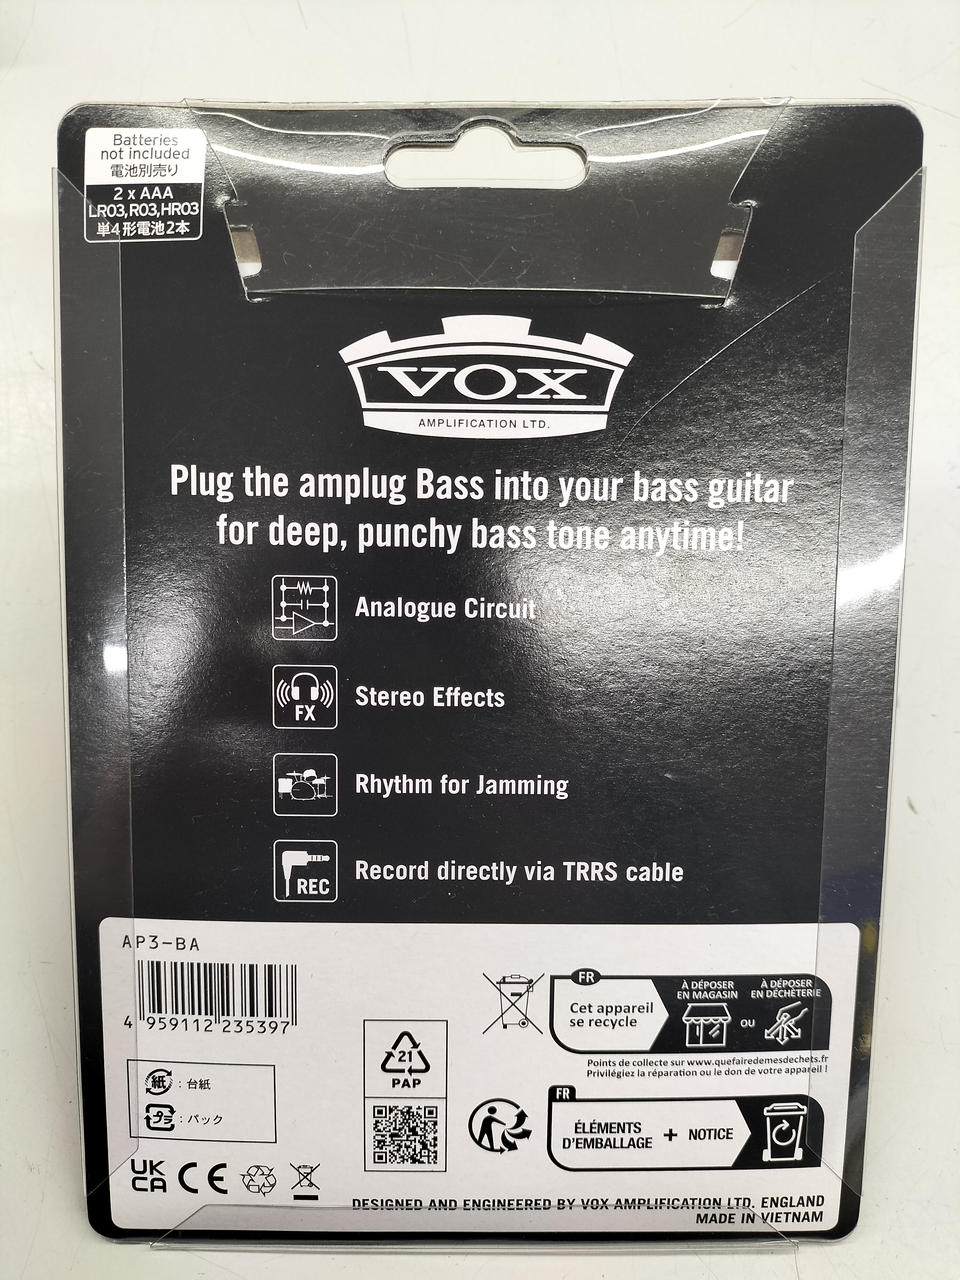 Batteries
not included
電池別売り
2 x AAA
LR03,R03,HR03
単4形電池2本
VOX
AMPLIFICATION LTD.
Plug the amplug Bass into your bass guitar
for deep, punchy bass tone anytime!
Analogue Circuit
FX
Stereo Effects
Rhythm for Jamming
REC
Record directly via TRRS cable
AP3-BA
4 959112 235397
紙 : 台紙
プラ : パック
UK
CA
CE
21
PAP
FR
Cet appareil
se recycle
À DÉPOSER
EN MAGASIN
OU
À DÉPOSER
EN DÉCHÈTERIE
Points de collecte sur www.quefairedemesdechets.fr
Privilégiez la réparation ou le don de votre appareil !
FR
ÉLÉMENTS
D'EMBALLAGE
+ NOTICE
DESIGNED AND ENGINEERED BY VOX AMPLIFICATION LTD. ENGLAND
MADE IN VIETNAM